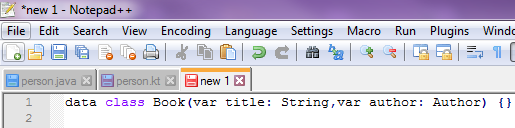 *new 1 - Notepad++
File Edit Search View Encoding Language Settings Macro Run Plugins
person.java person.kt new 1
1 data class Book(var title: String,var author: Author) {}
2